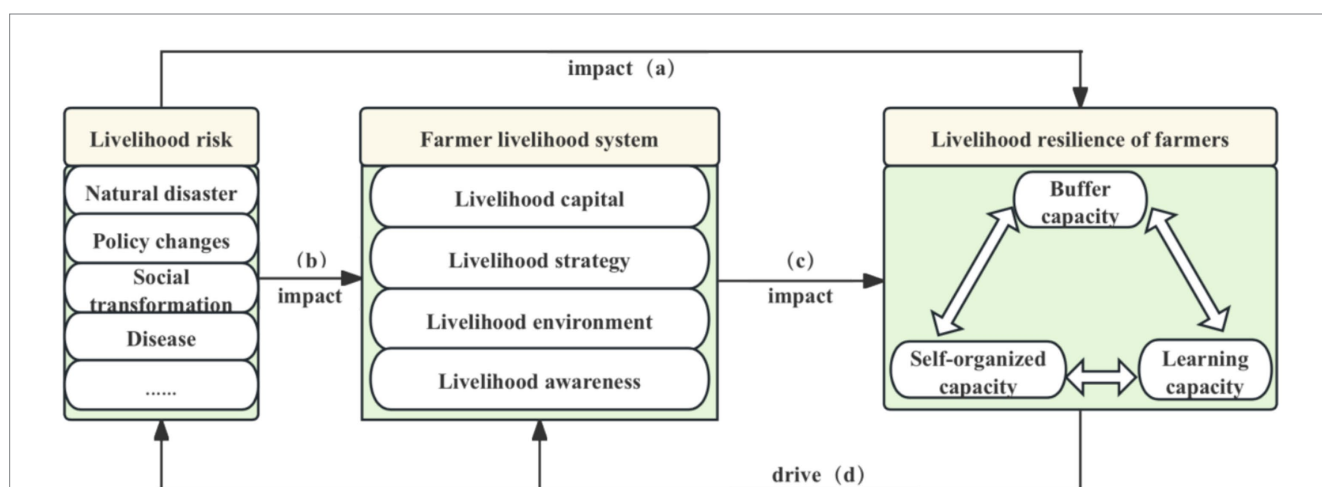 impact (a)
Livelihood risk
Natural disaster
Policy changes
Social
transformation
Disease
......
(b)
impact
Farmer livelihood system
Livelihood capital
Livelihood strategy
Livelihood environment
Livelihood awareness
(c)
impact
Livelihood resilience of farmers
Buffer
capacity
Self-organized
capacity
Learning
capacity
drive (d)